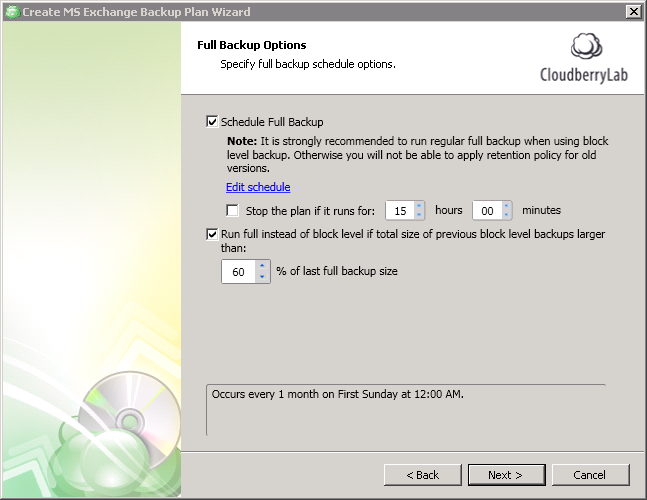 Create MS Exchange Backup Plan Wizard
Full Backup Options
Specify full backup schedule options.
CloudberryLab
Schedule Full Backup
Note: It is strongly recommended to run regular full backup when using block
level backup. Otherwise you will not be able to apply retention policy for old
versions.
Edit schedule
Stop the plan if it runs for: 15 hours 00 minutes
Run full instead of block level if total size of previous block level backups larger
than:
60 % of last full backup size
Occurs every 1 month on First Sunday at 12:00 AM.
< Back Next > Cancel